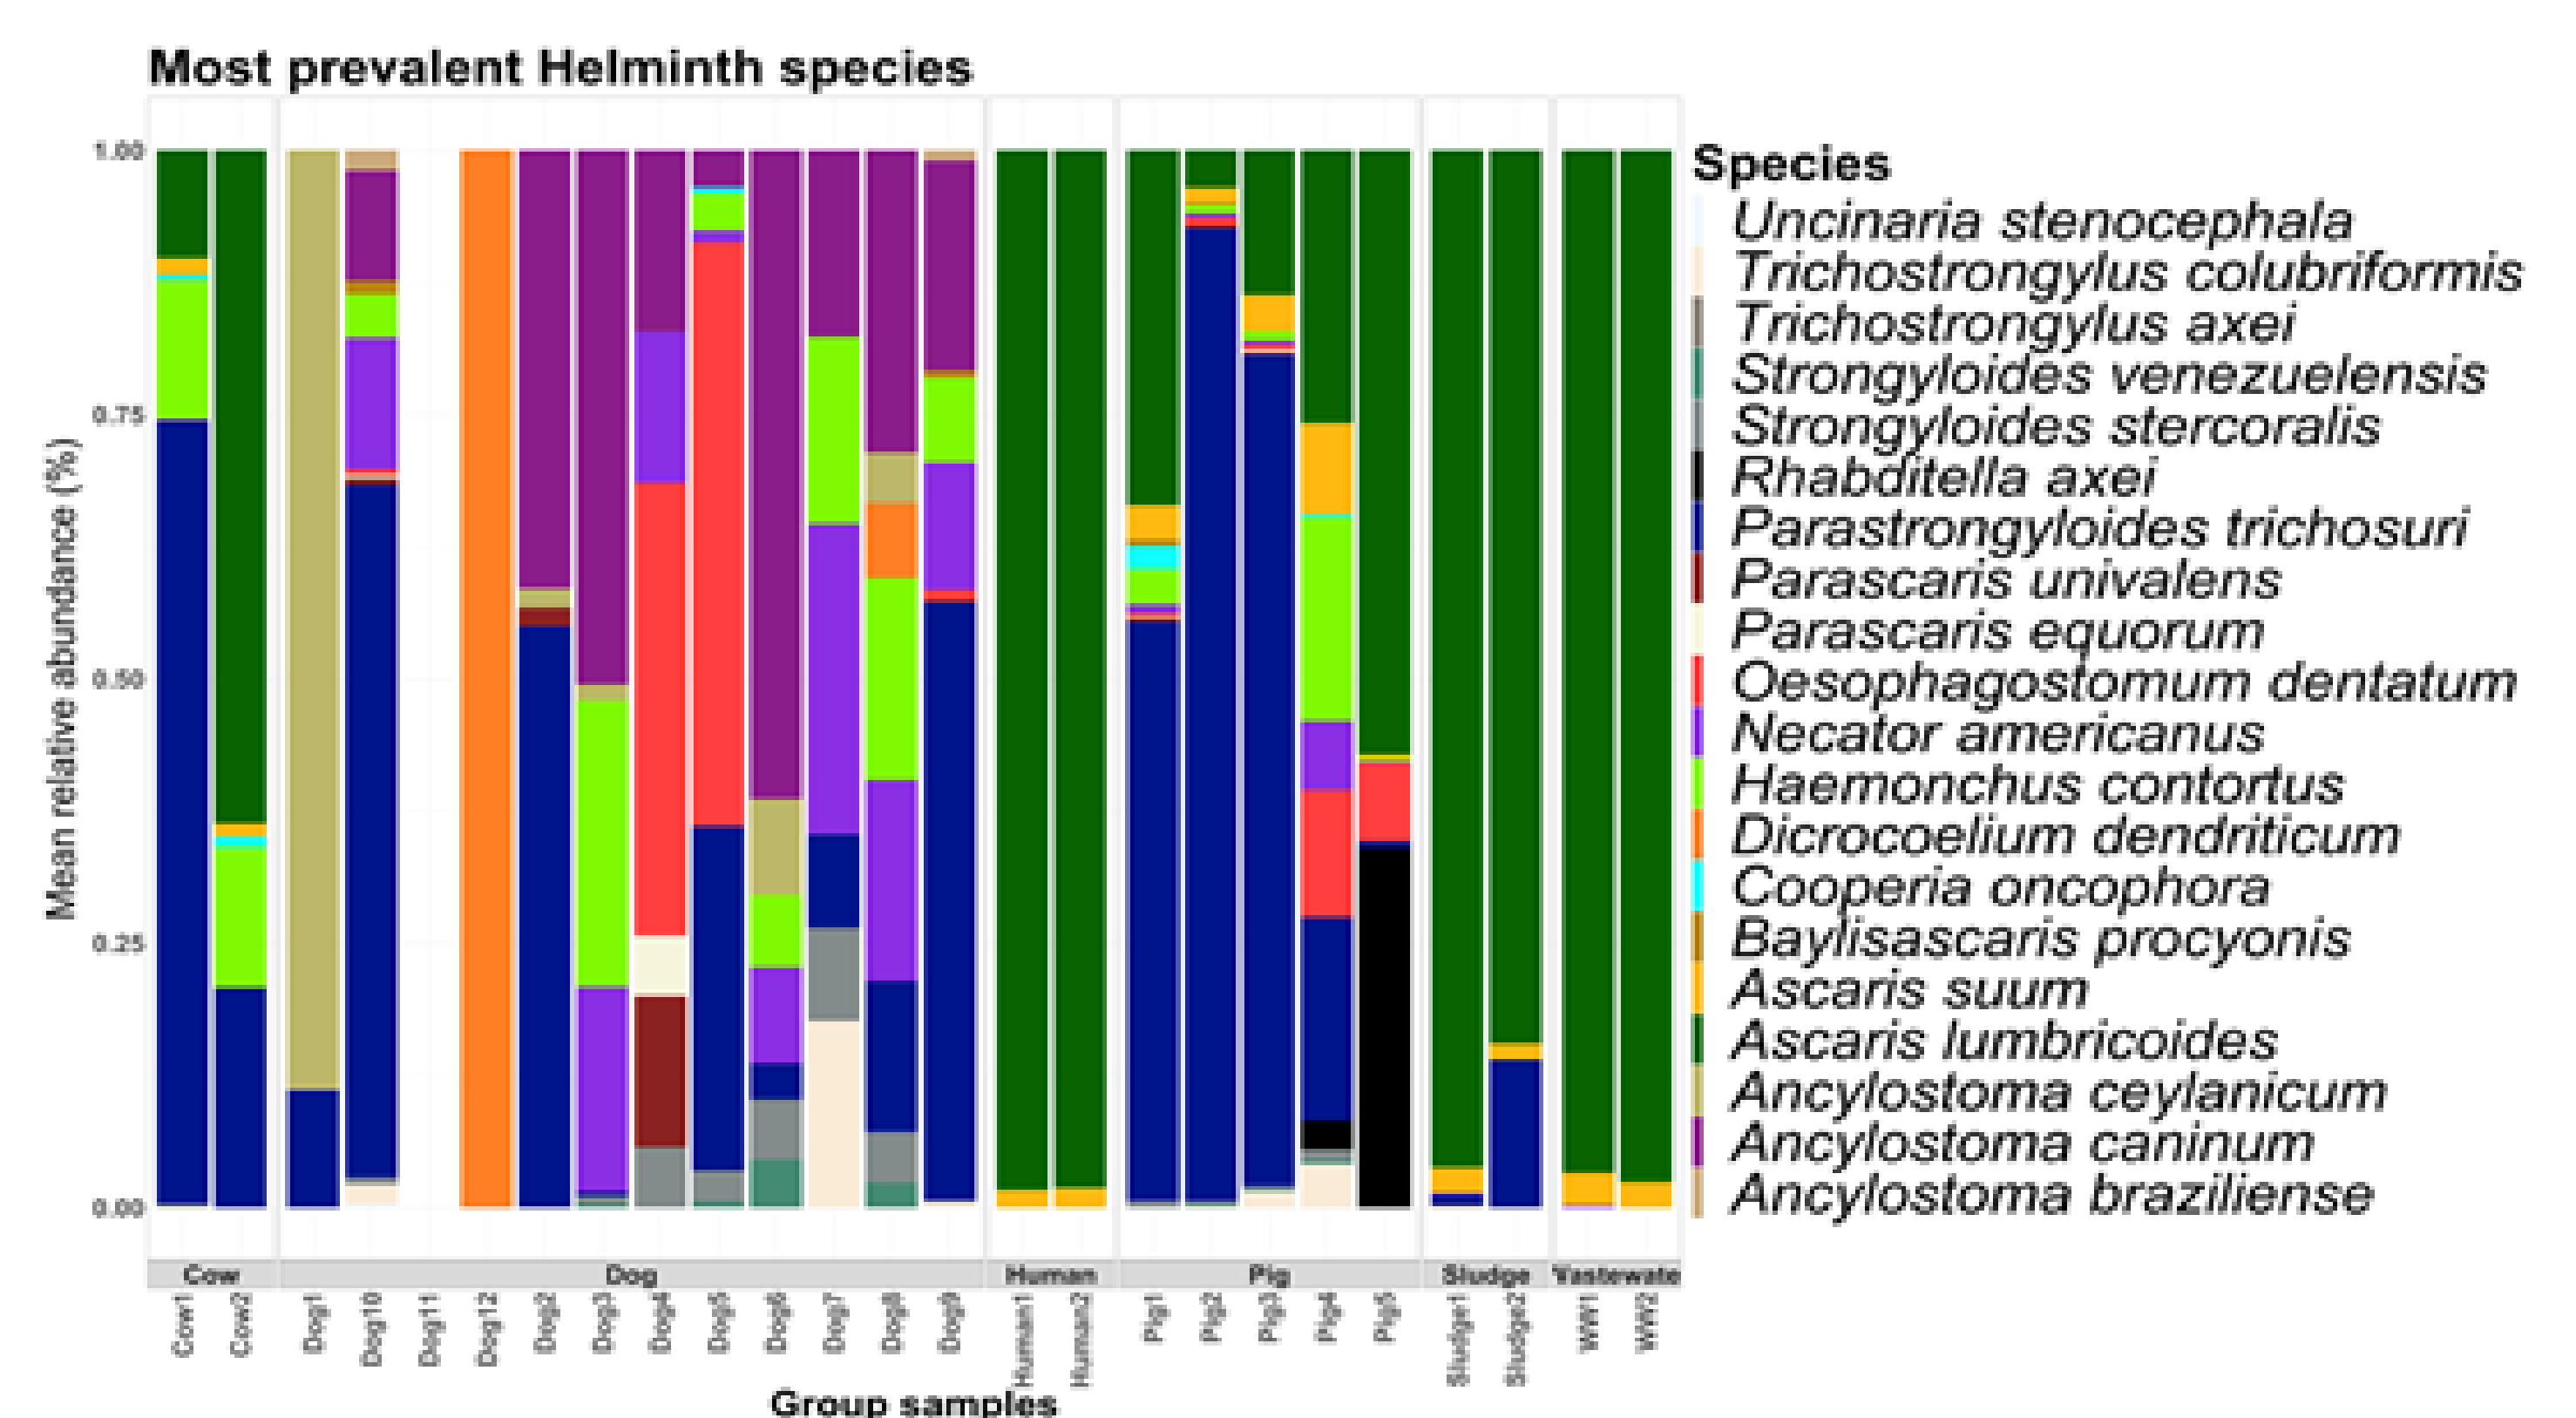 Most prevalent Helminth species
Mean relative abundance (%)
1.00
0.75
0.50
0.25
0.00
Species
Uncinaria stenocephala
Trichostrongylus colubriformis
Trichostrongylus axei
Strongyloides venezuelensis
Strongyloides stercoralis
Rhabditella axei
Parastrongyloides trichosuri
Parascaris univalens
Parascaris equorum
Oesophagostomum dentatum
Necator americanus
Haemonchus contortus
Dicrocoelium dendriticum
Cooperia oncophora
Baylisascaris procyonis
Ascaris suum
Ascaris lumbricoides
Ancylostoma ceylanicum
Ancylostoma caninum
Ancylostoma braziliense
Cow Dog Human Pig Sludge Wastewate
Cow1 Cow2 Dog1 Dog10 Dog11 Dog12 Dog2 Dog3 Dog4 Dog5 Dog6 Dog7 Dog8 Dog9 Human1 Human2 Pig1 Pig2 Pig3 Pig4 Pig5 Sludge1 Sludge2 WW1 WW2
Group samples